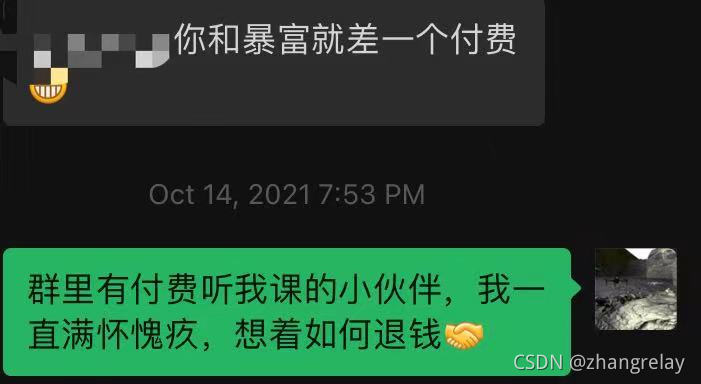 你和暴富就差一个付费
😁
Oct 14, 2021 7:53 PM
群里有付费听我课的小伙伴，我一
直满怀愧疚，想着如何退钱🤝
CSDN @zhangrelay